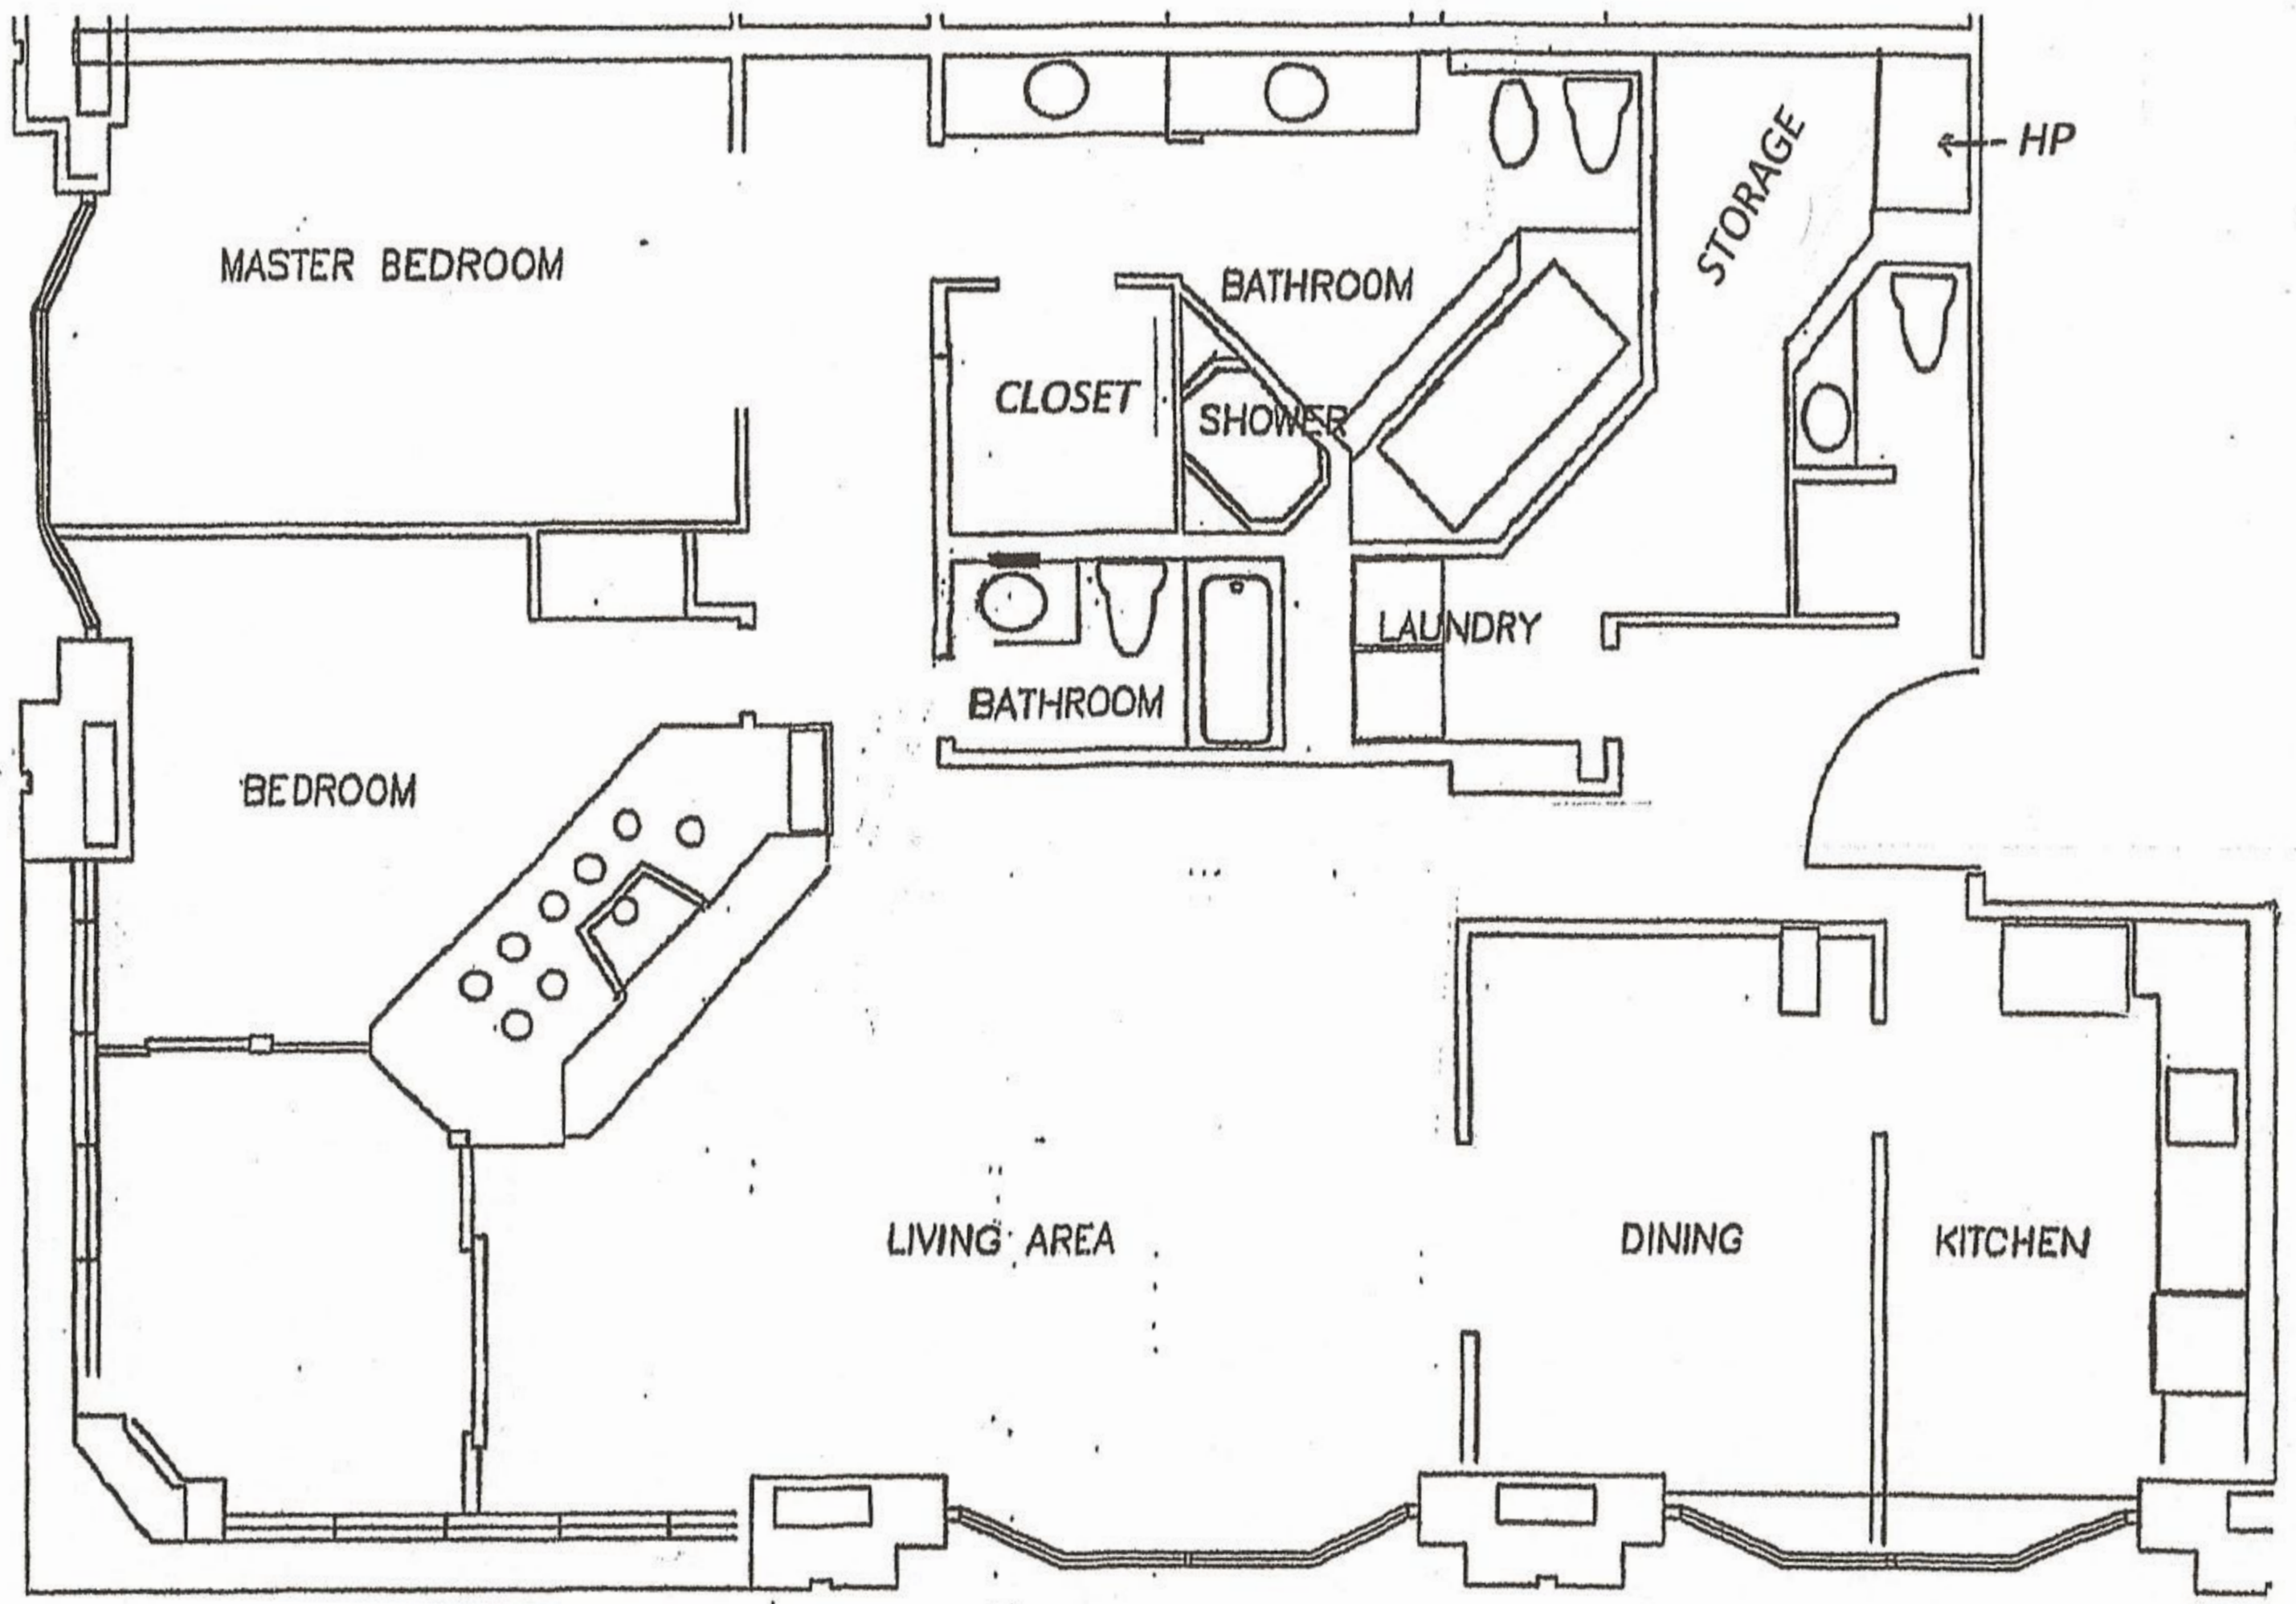 HP
STORAGE
MASTER BEDROOM
BATHROOM
CLOSET
SHOWER
LAUNDRY
BATHROOM
BEDROOM
LIVING AREA
DINING
KITCHEN